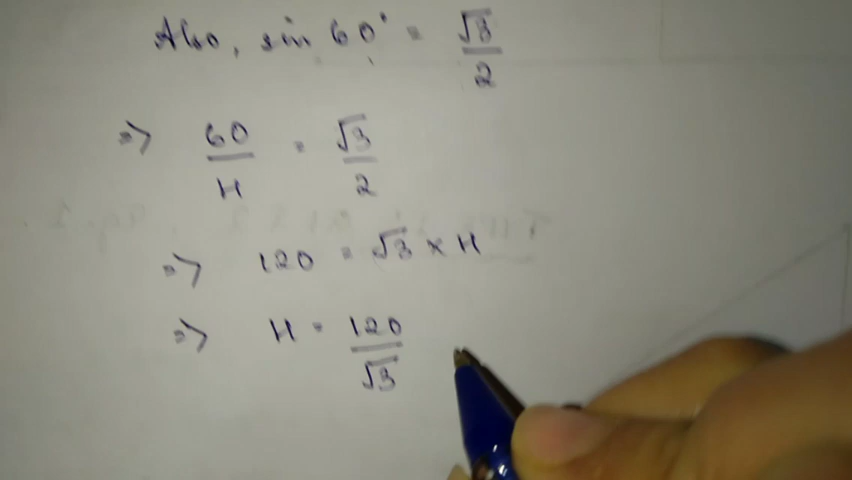 Also, sin 60° = √3/2
=> 60/H = √3/2
=> 120 = √3 × H
=> H = 120/√3